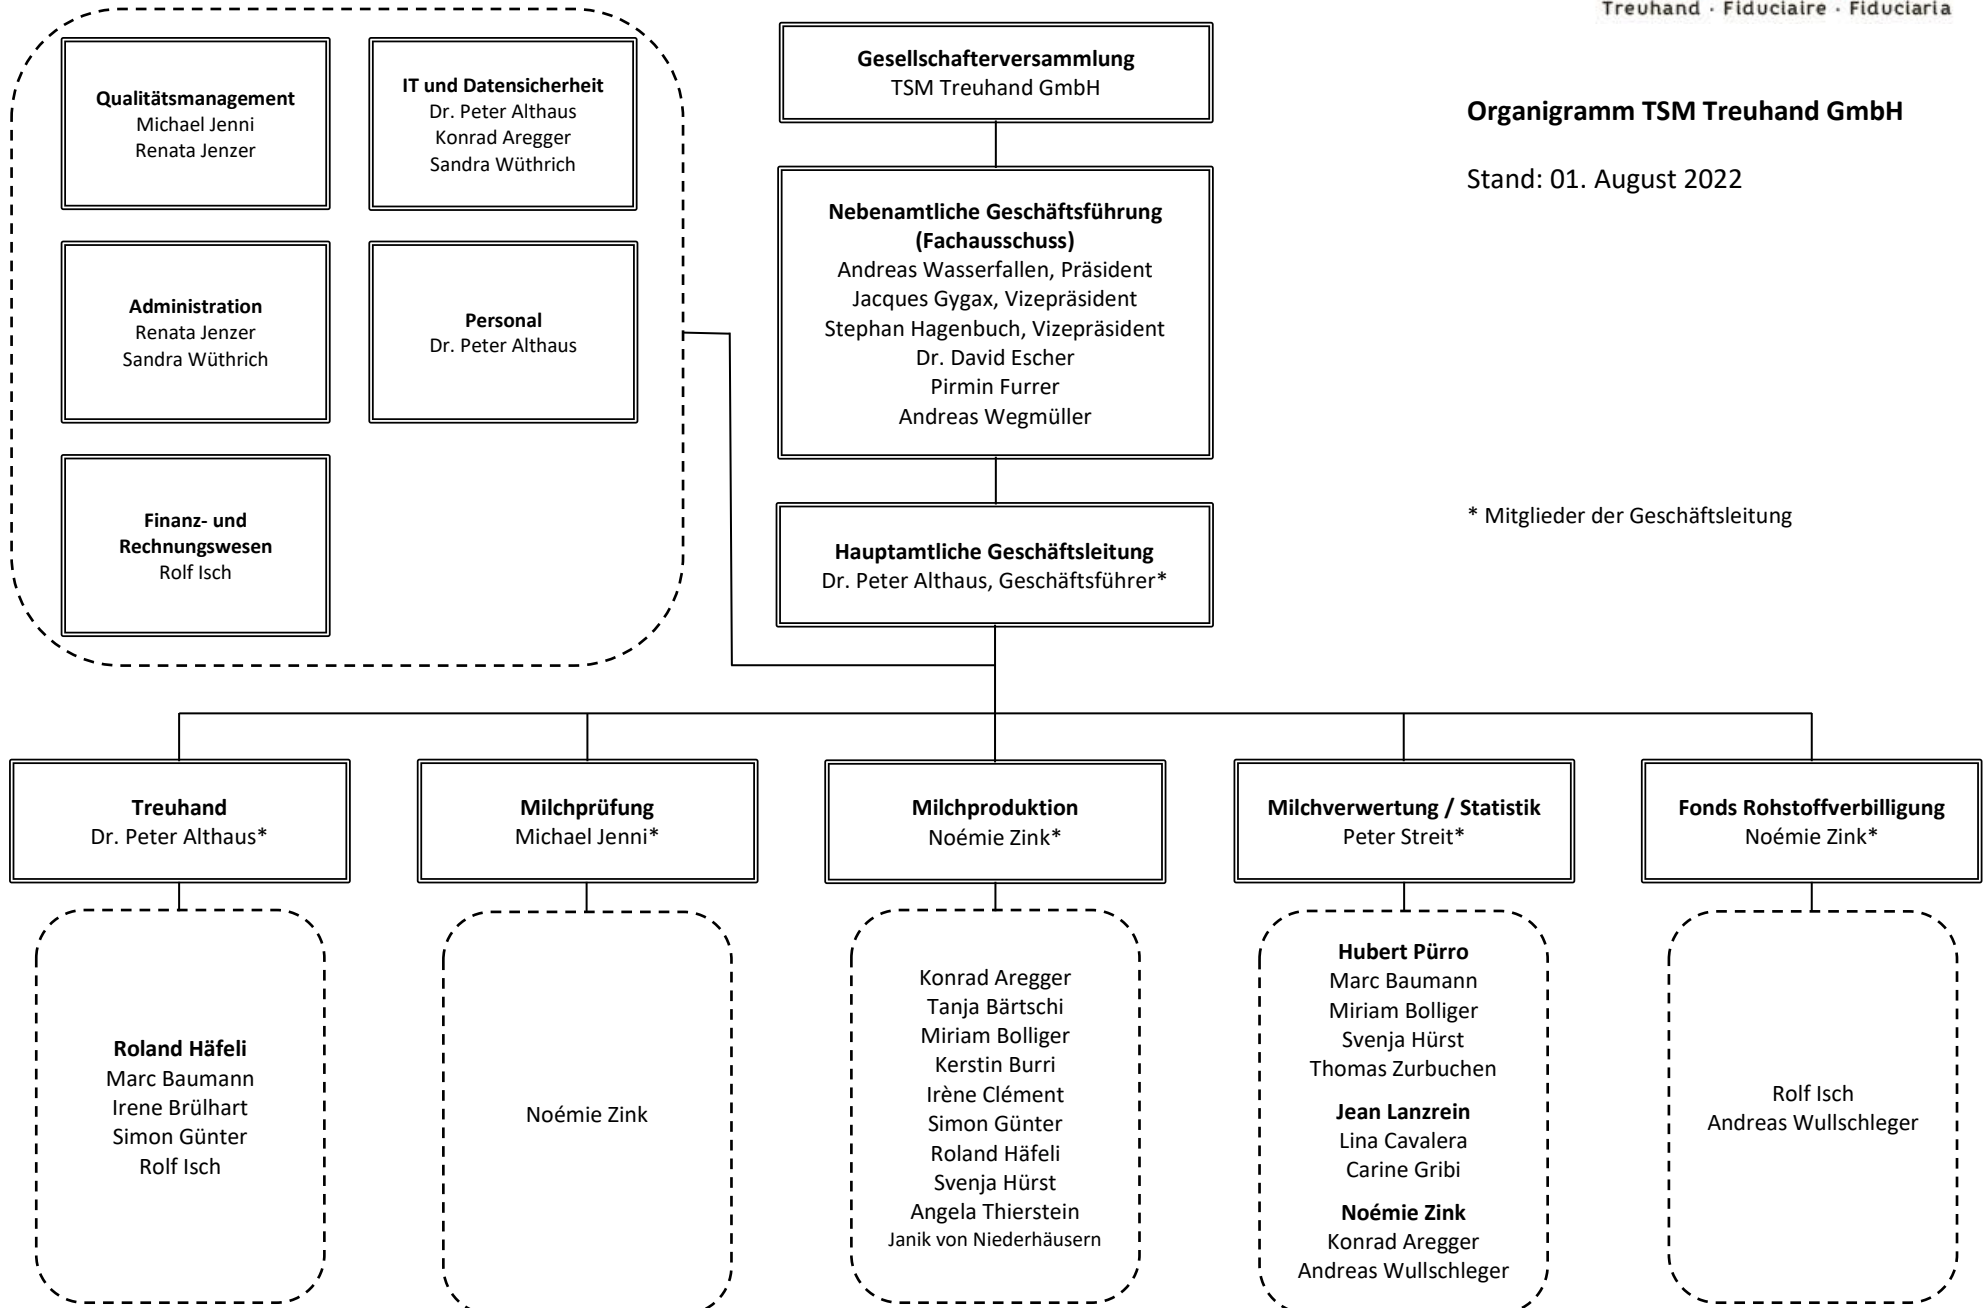 Treuhand · Fiduciaire · Fiduciaria
Organigramm TSM Treuhand GmbH
Stand: 01. August 2022
* Mitglieder der Geschäftsleitung
Qualitätsmanagement
Michael Jenni
Renata Jenzer
IT und Datensicherheit
Dr. Peter Althaus
Konrad Aregger
Sandra Wüthrich
Administration
Renata Jenzer
Sandra Wüthrich
Personal
Dr. Peter Althaus
Finanz- und
Rechnungswesen
Rolf Isch
Gesellschafterversammlung
TSM Treuhand GmbH
Nebenamtliche Geschäftsführung
(Fachausschuss)
Andreas Wasserfallen, Präsident
Jacques Gygax, Vizepräsident
Stephan Hagenbuch, Vizepräsident
Dr. David Escher
Pirmin Furrer
Andreas Wegmüller
Hauptamtliche Geschäftsleitung
Dr. Peter Althaus, Geschäftsführer*
Treuhand
Dr. Peter Althaus*
Roland Häfeli
Marc Baumann
Irene Brülhart
Simon Günter
Rolf Isch
Milchprüfung
Michael Jenni*
Noémie Zink
Milchproduktion
Noémie Zink*
Konrad Aregger
Tanja Bärtschi
Miriam Bolliger
Kerstin Burri
Irène Clément
Simon Günter
Roland Häfeli
Svenja Hürst
Angela Thierstein
Janik von Niederhäusern
Milchverwertung / Statistik
Peter Streit*
Hubert Pürro
Marc Baumann
Miriam Bolliger
Svenja Hürst
Thomas Zurbuchen
Jean Lanzrein
Lina Cavalera
Carine Gribi
Noémie Zink
Konrad Aregger
Andreas Wullschleger
Fonds Rohstoffverbilligung
Noémie Zink*
Rolf Isch
Andreas Wullschleger